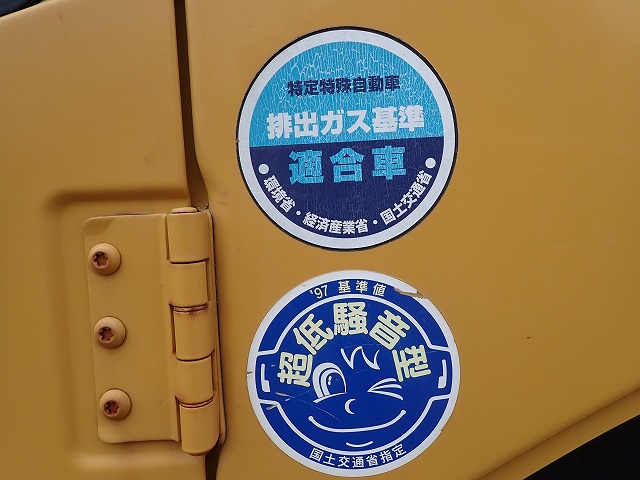 特定特殊自動車
排出ガス基準
適合車
・環境省・経済産業省・国土交通省・
'97 基準値
超低騒音型
国土交通省指定